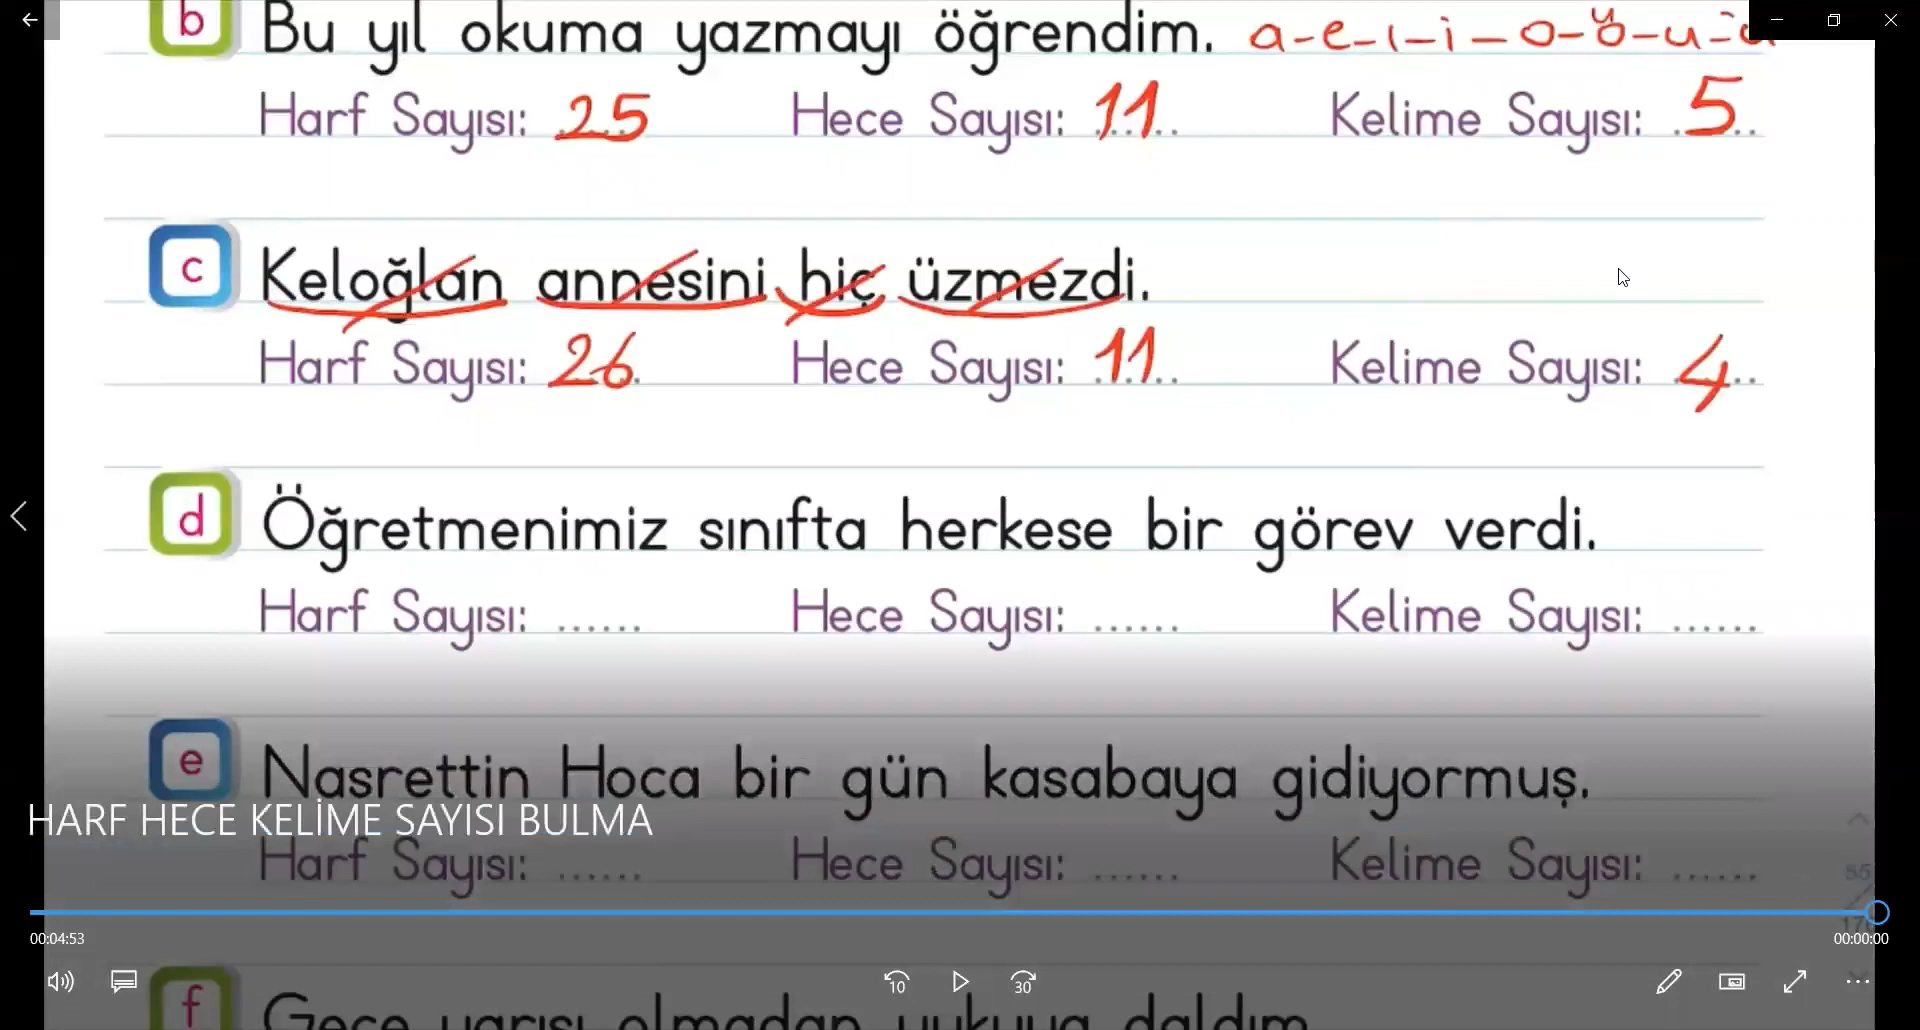 b Bu yıl okuma yazmayı öğrendim. a-e-ı-i-o-ö-u-ü
Harf Sayısı: 25 Hece Sayısı: 11 Kelime Sayısı: 5
c Keloğlan annesini hiç üzmezdi.
Harf Sayısı: 26 Hece Sayısı: 11 Kelime Sayısı: 4
d Öğretmenimiz sınıfta herkese bir görev verdi.
Harf Sayısı: ...... Hece Sayısı: ...... Kelime Sayısı: ......
e Nasrettin Hoca bir gün kasabaya gidiyormuş.
HARF HECE KELİME SAYISI BULMA
Harf Sayısı: ...... Hece Sayısı: ...... Kelime Sayısı: ......
00:04:53 00:00:00
10 30
f Gece yarısı olmadan uykuya daldım.